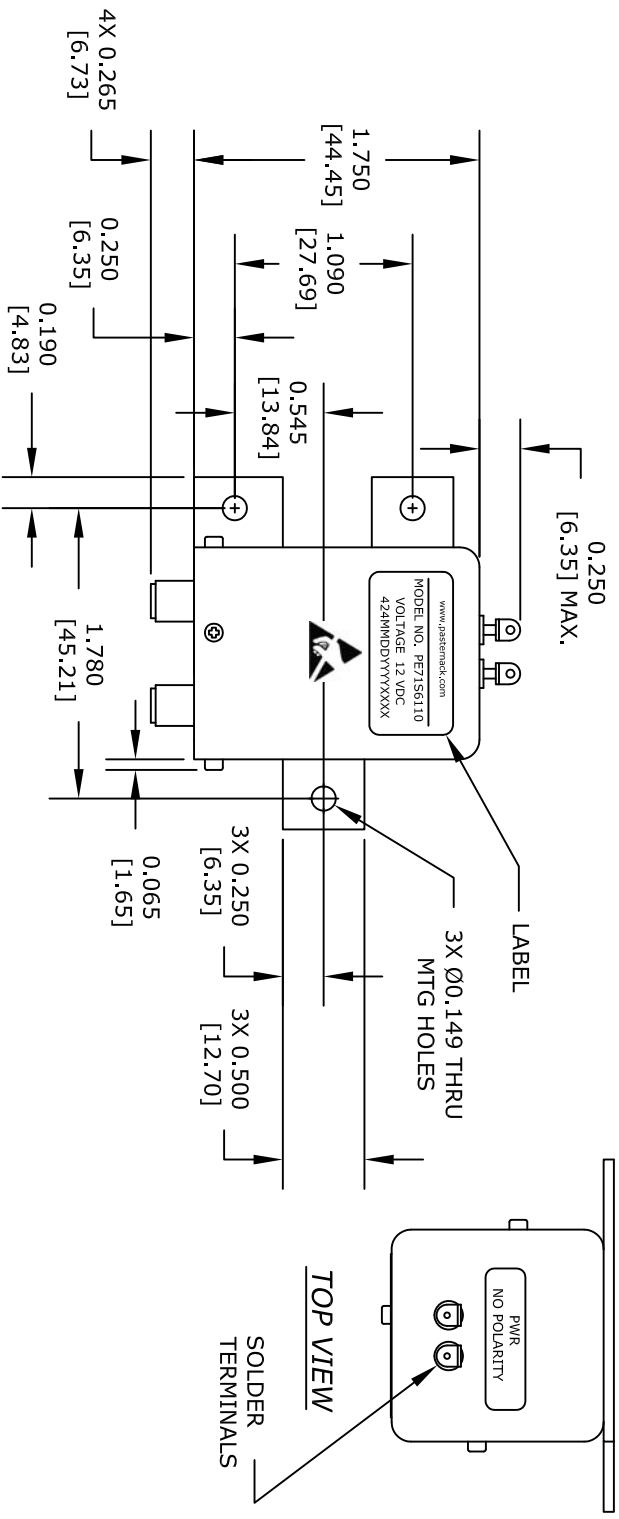 4X 0.265
[6.73]
1.750
[44.45]
1.090
[27.69]
0.250
[6.35]
0.190
[4.83]
0.545
[13.84]
0.250
[6.35] MAX.
www.pasternack.com
MODEL NO. PE71S6110
VOLTAGE 12 VDC
424MMDDYYYYXXXX
1.780
[45.21]
0.065
[1.65]
LABEL
3X Ø0.149 THRU
MTG HOLES
3X 0.250
[6.35]
3X 0.500
[12.70]
PWR
NO POLARITY
TOP VIEW
SOLDER
TERMINALS